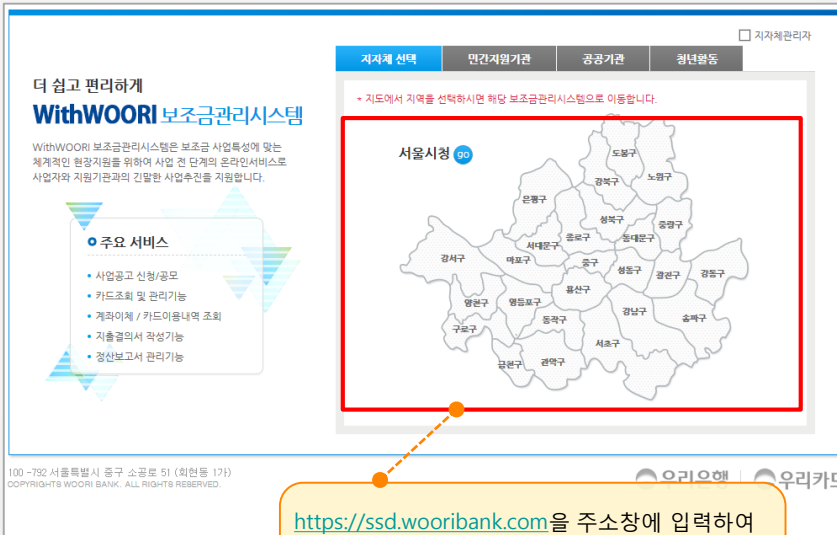 지자체관리자
지자체 선택
민간지원기관
공공기관
청년활동
더 쉽고 편리하게
WithWOORI 보조금관리시스템
WithWOORI 보조금관리시스템은 보조금 사업특성에 맞는
체계적인 현장지원을 위하여 사업 전 단계의 온라인서비스로
사업자와 지원기관과의 긴말한 사업추진을 지원합니다.
주요 서비스
• 사업공고 신청/공모
• 카드조회 및 관리기능
• 계좌이체 / 카드이용내역 조회
• 지출결의서 작성기능
• 정산보고서 관리기능
* 지도에서 지역을 선택하시면 해당 보조금관리시스템으로 이동합니다.
서울시청 go
도봉구
강북구
노원구
은평구
성북구
중랑구
종로구
동대문구
서대문구
강서구
마포구
중구
성동구
광진구
강동구
용산구
양천구
영등포구
강남구
송파구
동작구
구로구
서초구
금천구
관악구
100 -792 서울특별시 중구 소공로 51 (회현동 1가)
COPYRIGHT© WOORI BANK. ALL RIGHTS RESERVED.
우리은행
우리카드
https://ssd.wooribank.com을 주소창에 입력하여